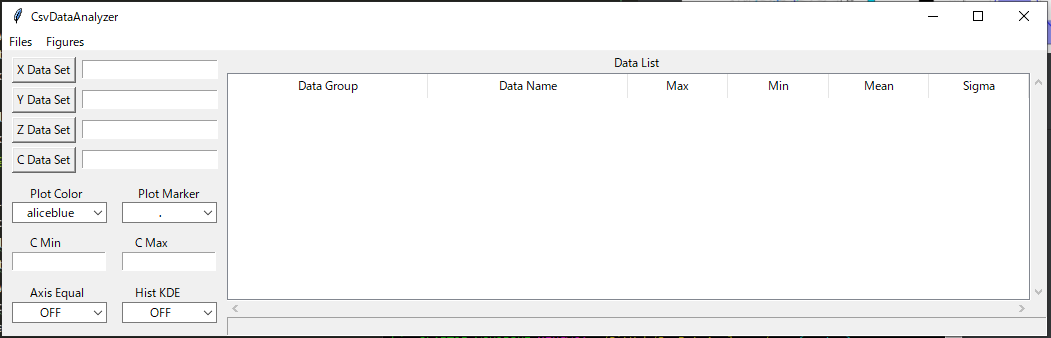 CsvDataAnalyzer
Files Figures
X Data Set
Y Data Set
Z Data Set
C Data Set
Plot Color Plot Marker
aliceblue .
C Min C Max
Axis Equal Hist KDE
OFF OFF
Data List
Data Group Data Name Max Min Mean Sigma